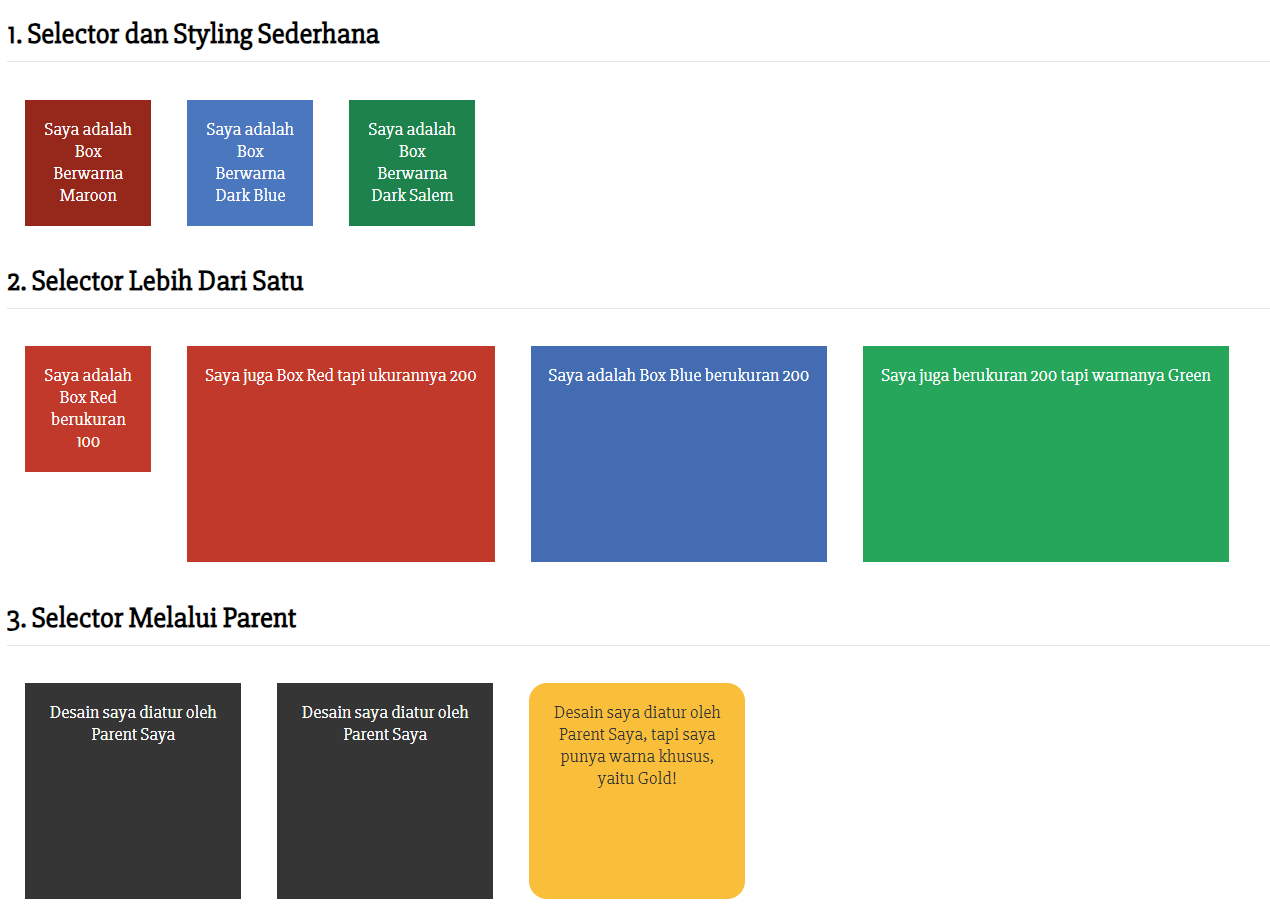 1. Selector dan Styling Sederhana
Saya adalah
Box
Berwarna
Maroon
Saya adalah
Box
Berwarna
Dark Blue
Saya adalah
Box
Berwarna
Dark Salem
2. Selector Lebih Dari Satu
Saya adalah
Box Red
berukuran
100
Saya juga Box Red tapi ukurannya 200
Saya adalah Box Blue berukuran 200
Saya juga berukuran 200 tapi warnanya Green
3. Selector Melalui Parent
Desain saya diatur oleh
Parent Saya
Desain saya diatur oleh
Parent Saya
Desain saya diatur oleh
Parent Saya, tapi saya
punya warna khusus,
yaitu Gold!